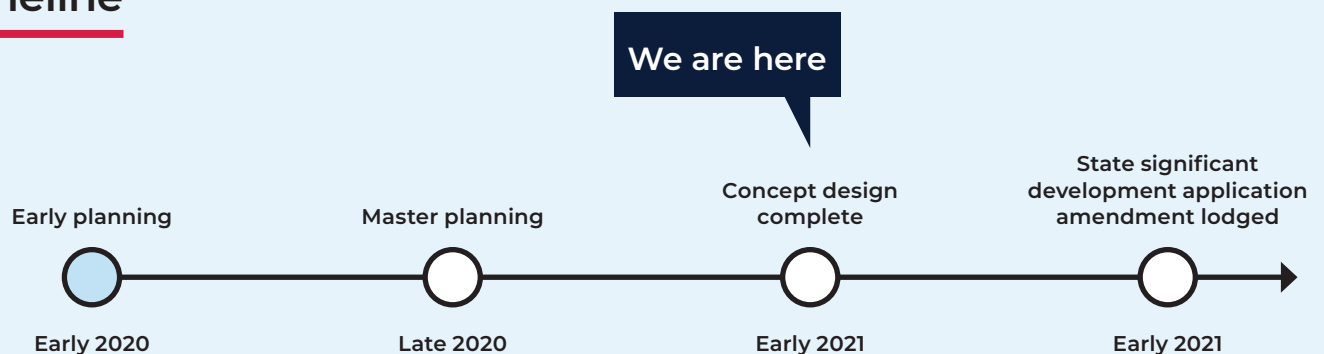 We are here
Early planning
Master planning
Concept design
complete
State significant
development application
amendment lodged
Early 2020
Late 2020
Early 2021
Early 2021